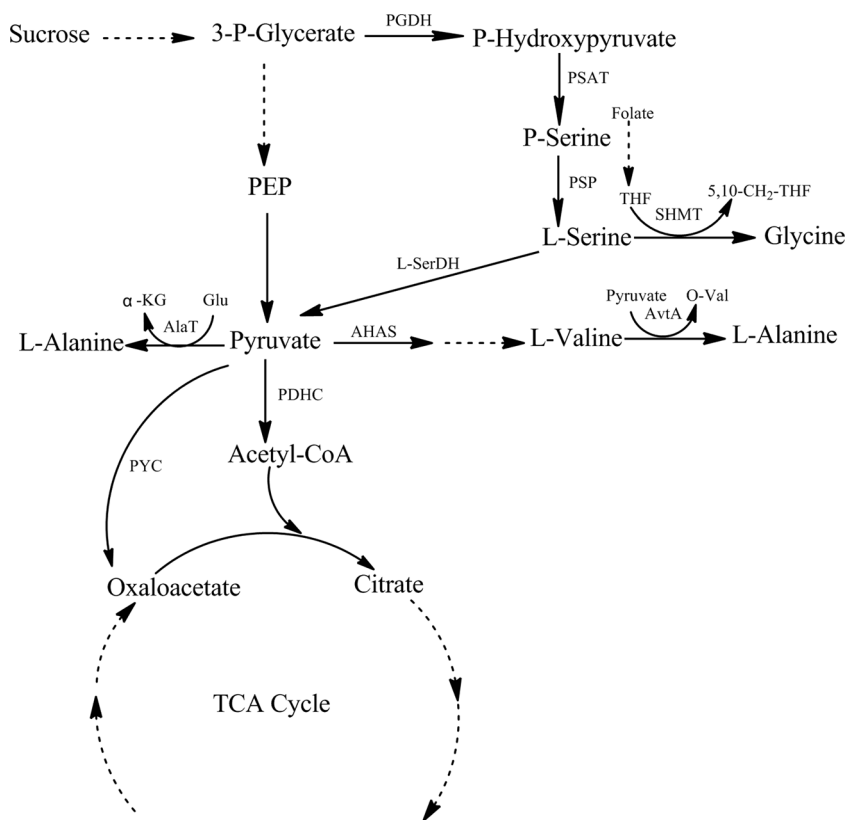 Sucrose
3-P-Glycerate
PGDH
P-Hydroxypyruvate
PSAT
Folate
P-Serine
PEP
PSP
THF
5,10-CH₂-THF
SHMT
L-Serine
Glycine
L-SerDH
α-KG
Glu
AlaT
Pyruvate
O-Val
AvtA
L-Alanine
Pyruvate
AHAS
L-Valine
L-Alanine
PDHC
PYC
Acetyl-CoA
Oxaloacetate
Citrate
TCA Cycle